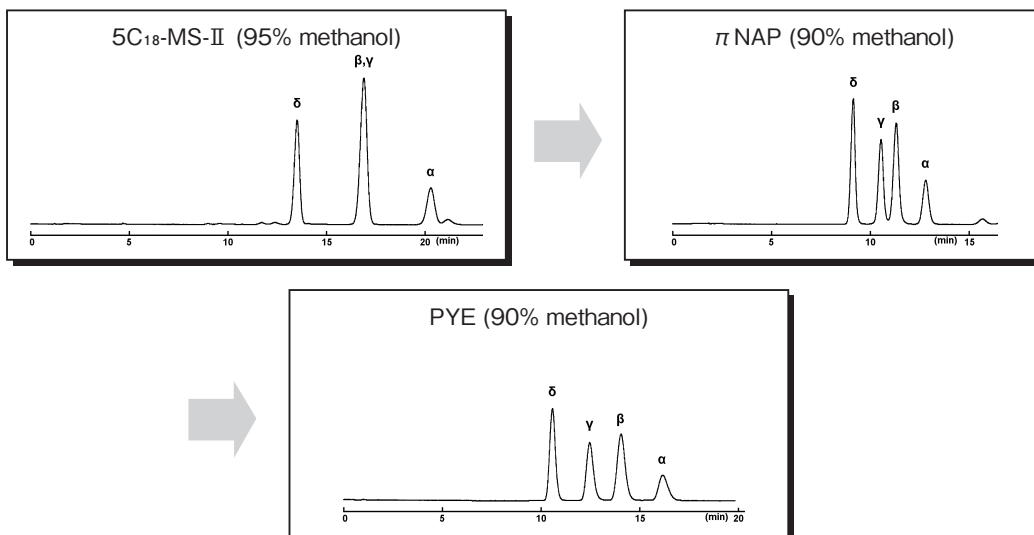 5C₁₈-MS-Ⅱ (95% methanol)
β,γ
δ
α
0 5 10 15 20 (min)
π NAP (90% methanol)
δ
β
γ
α
0 5 10 (min) 15
PYE (90% methanol)
δ
γ
β
α
0 5 10 15 (min) 20